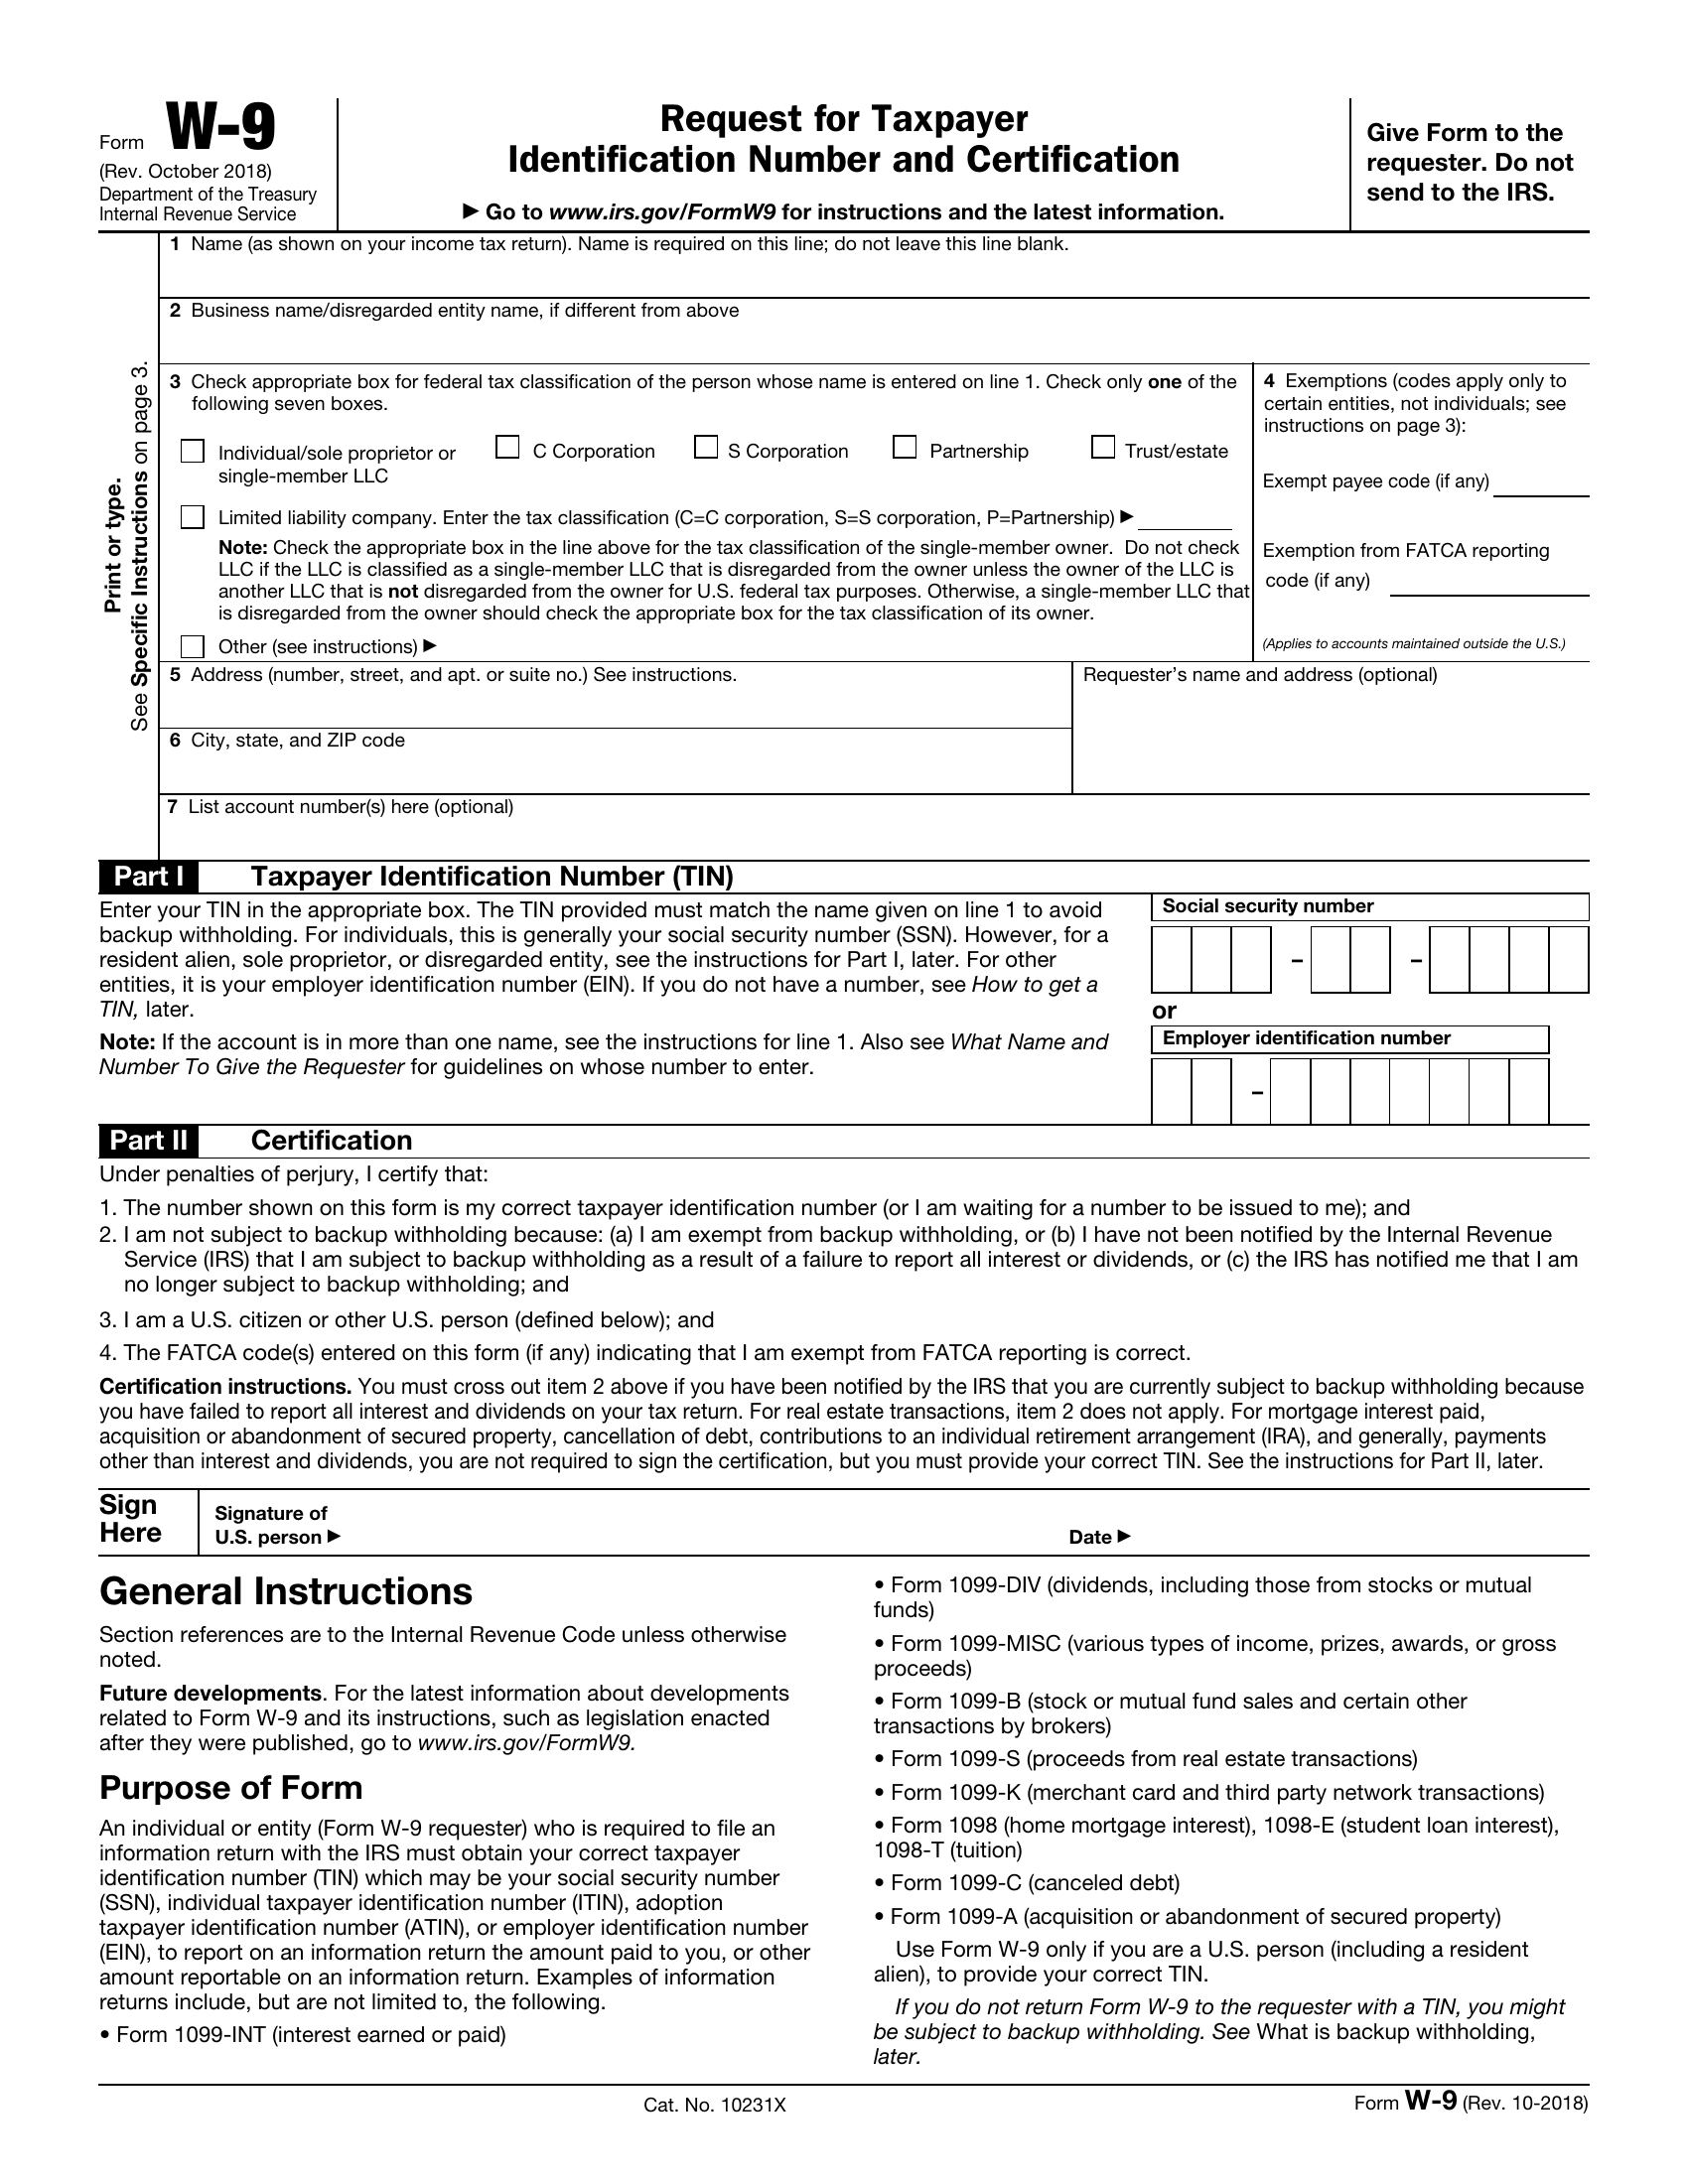 Form W-9
(Rev. October 2018)
Department of the Treasury
Internal Revenue Service
Request for Taxpayer
Identification Number and Certification
▶ Go to www.irs.gov/FormW9 for instructions and the latest information.
Give Form to the
requester. Do not
send to the IRS.
Print or type.
See Specific Instructions on page 3.
1 Name (as shown on your income tax return). Name is required on this line; do not leave this line blank.
2 Business name/disregarded entity name, if different from above
3 Check appropriate box for federal tax classification of the person whose name is entered on line 1. Check only one of the
following seven boxes.
Individual/sole proprietor or
single-member LLC
C Corporation
S Corporation
Partnership
Trust/estate
Limited liability company. Enter the tax classification (C=C corporation, S=S corporation, P=Partnership) ▶
Note: Check the appropriate box in the line above for the tax classification of the single-member owner. Do not check
LLC if the LLC is classified as a single-member LLC that is disregarded from the owner unless the owner of the LLC is
another LLC that is not disregarded from the owner for U.S. federal tax purposes. Otherwise, a single-member LLC that
is disregarded from the owner should check the appropriate box for the tax classification of its owner.
Other (see instructions) ▶
4 Exemptions (codes apply only to
certain entities, not individuals; see
instructions on page 3):
Exempt payee code (if any)
Exemption from FATCA reporting
code (if any)
(Applies to accounts maintained outside the U.S.)
5 Address (number, street, and apt. or suite no.) See instructions.
Requester's name and address (optional)
6 City, state, and ZIP code
7 List account number(s) here (optional)
Part I Taxpayer Identification Number (TIN)
Enter your TIN in the appropriate box. The TIN provided must match the name given on line 1 to avoid
backup withholding. For individuals, this is generally your social security number (SSN). However, for a
resident alien, sole proprietor, or disregarded entity, see the instructions for Part I, later. For other
entities, it is your employer identification number (EIN). If you do not have a number, see How to get a
TIN, later.
Note: If the account is in more than one name, see the instructions for line 1. Also see What Name and
Number To Give the Requester for guidelines on whose number to enter.
Social security number
– –
or
Employer identification number
–
Part II Certification
Under penalties of perjury, I certify that:
1. The number shown on this form is my correct taxpayer identification number (or I am waiting for a number to be issued to me); and
2. I am not subject to backup withholding because: (a) I am exempt from backup withholding, or (b) I have not been notified by the Internal Revenue
Service (IRS) that I am subject to backup withholding as a result of a failure to report all interest or dividends, or (c) the IRS has notified me that I am
no longer subject to backup withholding; and
3. I am a U.S. citizen or other U.S. person (defined below); and
4. The FATCA code(s) entered on this form (if any) indicating that I am exempt from FATCA reporting is correct.
Certification instructions. You must cross out item 2 above if you have been notified by the IRS that you are currently subject to backup withholding because
you have failed to report all interest and dividends on your tax return. For real estate transactions, item 2 does not apply. For mortgage interest paid,
acquisition or abandonment of secured property, cancellation of debt, contributions to an individual retirement arrangement (IRA), and generally, payments
other than interest and dividends, you are not required to sign the certification, but you must provide your correct TIN. See the instructions for Part II, later.
Sign
Here
Signature of
U.S. person ▶
Date ▶
General Instructions
Section references are to the Internal Revenue Code unless otherwise
noted.
Future developments. For the latest information about developments
related to Form W-9 and its instructions, such as legislation enacted
after they were published, go to www.irs.gov/FormW9.
Purpose of Form
An individual or entity (Form W-9 requester) who is required to file an
information return with the IRS must obtain your correct taxpayer
identification number (TIN) which may be your social security number
(SSN), individual taxpayer identification number (ITIN), adoption
taxpayer identification number (ATIN), or employer identification number
(EIN), to report on an information return the amount paid to you, or other
amount reportable on an information return. Examples of information
returns include, but are not limited to, the following.
• Form 1099-INT (interest earned or paid)
• Form 1099-DIV (dividends, including those from stocks or mutual
funds)
• Form 1099-MISC (various types of income, prizes, awards, or gross
proceeds)
• Form 1099-B (stock or mutual fund sales and certain other
transactions by brokers)
• Form 1099-S (proceeds from real estate transactions)
• Form 1099-K (merchant card and third party network transactions)
• Form 1098 (home mortgage interest), 1098-E (student loan interest),
1098-T (tuition)
• Form 1099-C (canceled debt)
• Form 1099-A (acquisition or abandonment of secured property)
Use Form W-9 only if you are a U.S. person (including a resident
alien), to provide your correct TIN.
If you do not return Form W-9 to the requester with a TIN, you might
be subject to backup withholding. See What is backup withholding,
later.
Cat. No. 10231X
Form W-9 (Rev. 10-2018)